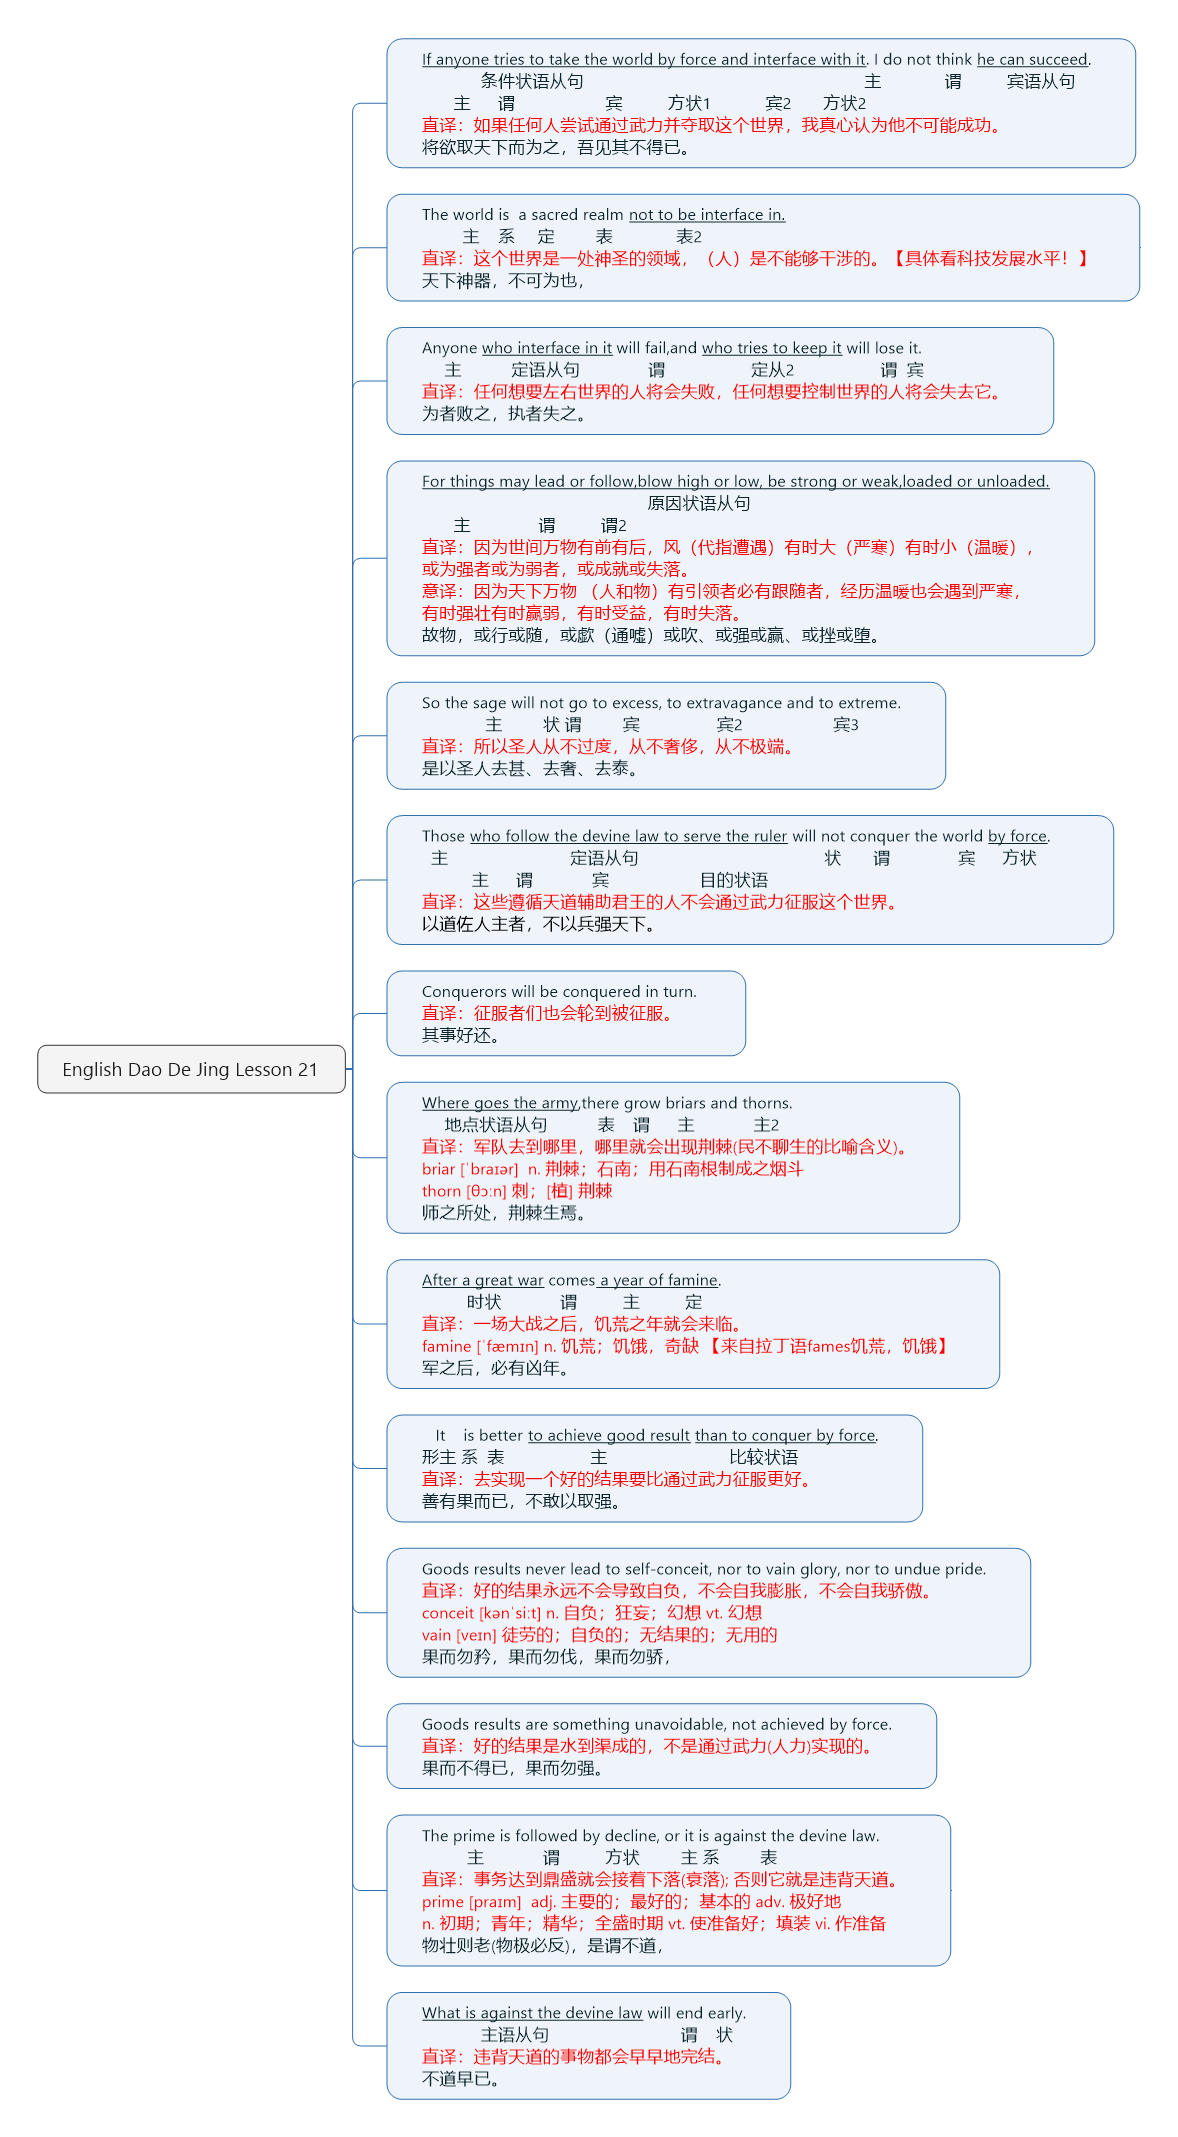 If anyone tries to take the world by force and interface with it. I do not think he can succeed.
条件状语从句 主 谓 宾语从句
主 谓 宾 方状1 宾2 方状2
直译：如果任何人尝试通过武力并夺取这个世界，我真心认为他不可能成功。
将欲取天下而为之，吾见其不得已。
The world is a sacred realm not to be interface in.
主 系 定 表 表2
直译：这个世界是一处神圣的领域，（人）是不能够干涉的。【具体看科技发展水平！】
天下神器，不可为也，
Anyone who interface in it will fail,and who tries to keep it will lose it.
主 定语从句 谓 定从2 谓 宾
直译：任何想要左右世界的人将会失败，任何想要控制世界的人将会失去它。
为者败之，执者失之。
For things may lead or follow,blow high or low, be strong or weak,loaded or unloaded.
原因状语从句
主 谓 谓2
直译：因为世间万物有前有后，风（代指遭遇）有时大（严寒）有时小（温暖），
或为强者或为弱者，或成就或失落。
意译：因为天下万物 （人和物）有引领者必有跟随者，经历温暖也会遇到严寒，
有时强壮有时赢弱，有时受益，有时失落。
故物，或行或随，或歔（通嘘）或吹、或强或赢、或挫或堕。
So the sage will not go to excess, to extravagance and to extreme.
主 状 谓 宾 宾2 宾3
直译：所以圣人从不过度，从不奢侈，从不极端。
是以圣人去甚、去奢、去泰。
Those who follow the devine law to serve the ruler will not conquer the world by force.
主 定语从句 状 谓 宾 方状
主 谓 宾 目的状语
直译：这些遵循天道辅助君王的人不会通过武力征服这个世界。
以道佐人主者，不以兵强天下。
Conquerors will be conquered in turn.
直译：征服者们也会轮到被征服。
其事好还。
English Dao De Jing Lesson 21
Where goes the army,there grow briars and thorns.
地点状语从句 表 谓 主 主2
直译：军队去到哪里，哪里就会出现荆棘(民不聊生的比喻含义)。
briar [ˈbraɪər] n. 荆棘；石南；用石南根制成之烟斗
thorn [θɔːn] 刺；[植] 荆棘
师之所处，荆棘生焉。
After a great war comes a year of famine.
时状 谓 主 定
直译：一场大战之后，饥荒之年就会来临。
famine [ˈfæmɪn] n. 饥荒；饥饿，奇缺 【来自拉丁语fames饥荒，饥饿】
军之后，必有凶年。
It is better to achieve good result than to conquer by force.
形主 系 表 主 比较状语
直译：去实现一个好的结果要比通过武力征服更好。
善有果而已，不敢以取强。
Goods results never lead to self-conceit, nor to vain glory, nor to undue pride.
直译：好的结果永远不会导致自负，不会自我膨胀，不会自我骄傲。
conceit [kənˈsiːt] n. 自负；狂妄；幻想 vt. 幻想
vain [veɪn] 徒劳的；自负的；无结果的；无用的
果而勿矜，果而勿伐，果而勿骄，
Goods results are something unavoidable, not achieved by force.
直译：好的结果是水到渠成的，不是通过武力(人力)实现的。
果而不得已，果而勿强。
The prime is followed by decline, or it is against the devine law.
主 谓 方状 主 系 表
直译：事务达到鼎盛就会接着下落(衰落); 否则它就是违背天道。
prime [praɪm] adj. 主要的；最好的；基本的 adv. 极好地
n. 初期；青年；精华；全盛时期 vt. 使准备好；填装 vi. 作准备
物壮则老(物极必反)，是谓不道，
What is against the devine law will end early.
主语从句 谓 状
直译：违背天道的事物都会早早地完结。
不道早已。